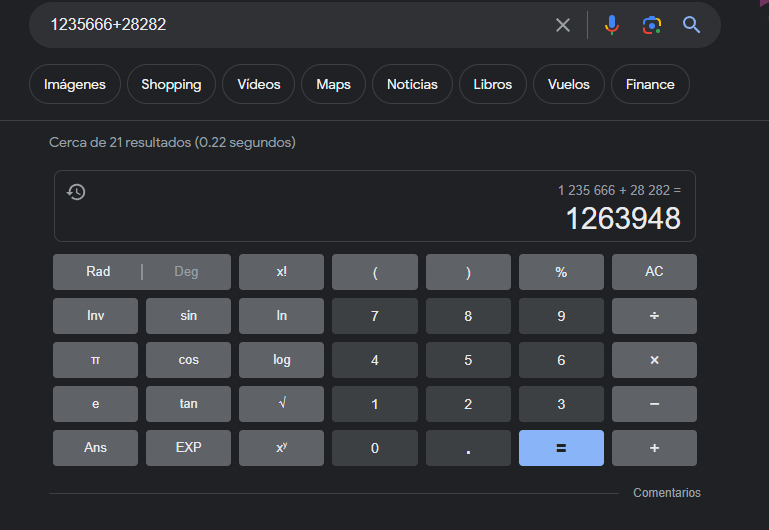 1235666+28282
Imágenes Shopping Vídeos Maps Noticias Libros Vuelos Finance
Cerca de 21 resultados (0.22 segundos)
1 235 666 + 28 282 =
1263948
Rad | Deg x! ( ) % AC
Inv sin ln 7 8 9 ÷
π cos log 4 5 6 ×
e tan √ 1 2 3 −
Ans EXP xʸ 0 . = +
Comentarios